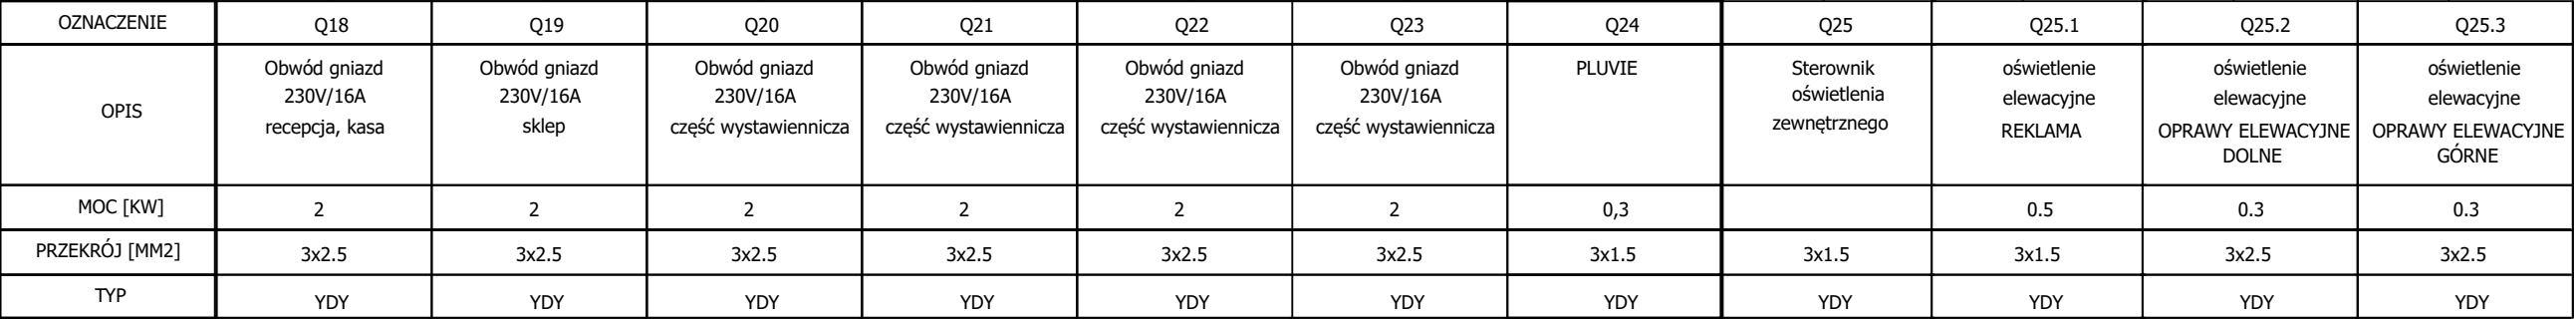 OZNACZENIE Q18 Q19 Q20 Q21 Q22 Q23 Q24 Q25 Q25.1 Q25.2 Q25.3
OPIS
Obwód gniazd
230V/16A
recepcja, kasa
Obwód gniazd
230V/16A
sklep
Obwód gniazd
230V/16A
część wystawiennicza
Obwód gniazd
230V/16A
część wystawiennicza
Obwód gniazd
230V/16A
część wystawiennicza
Obwód gniazd
230V/16A
część wystawiennicza
PLUVIE
Sterownik
oświetlenia
zewnętrznego
oświetlenie
elewacyjne
REKLAMA
oświetlenie
elewacyjne
OPRAWY ELEWACYJNE
DOLNE
oświetlenie
elewacyjne
OPRAWY ELEWACYJNE
GÓRNE
MOC [KW] 2 2 2 2 2 2 0,3 0.5 0.3 0.3
PRZEKRÓJ [MM2] 3x2.5 3x2.5 3x2.5 3x2.5 3x2.5 3x2.5 3x1.5 3x1.5 3x1.5 3x2.5 3x2.5
TYP YDY YDY YDY YDY YDY YDY YDY YDY YDY YDY YDY